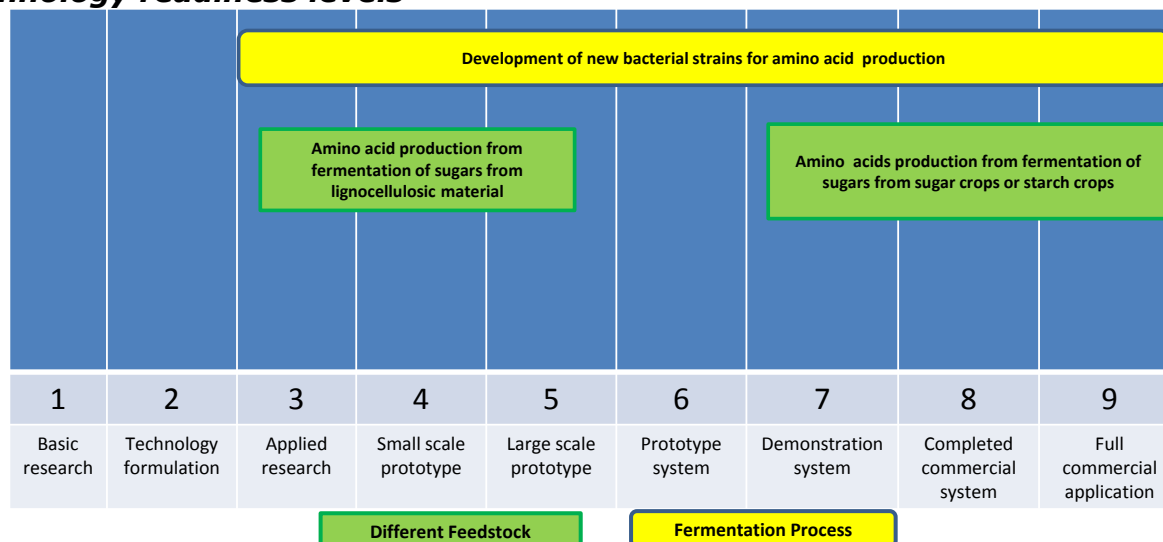 readiness levels
Development of new bacterial strains for amino acid production
Amino acid production from
fermentation of sugars from
lignocellulosic material
Amino acids production from fermentation of
sugars from sugar crops or starch crops
1 2 3 4 5 6 7 8 9
Basic research
Technology formulation
Applied research
Small scale prototype
Large scale prototype
Prototype system
Demonstration system
Completed commercial system
Full commercial application
Different Feedstock
Fermentation Process